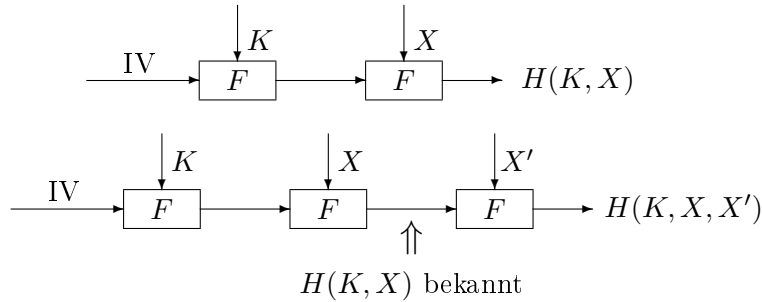 K X
IV F F H(K, X)
K X X′
IV F F F H(K, X, X′)
⇑
H(K, X) bekannt